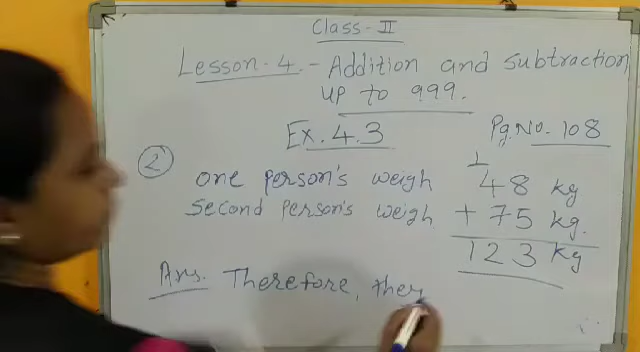 Class-II
Lesson-4.- Addition and Subtraction
up to 999.
Ex.4.3
Pg.No. 108
1
2 one person's weigh 48 kg
second person's weigh + 75 kg.
123 kg
Ans. Therefore, they